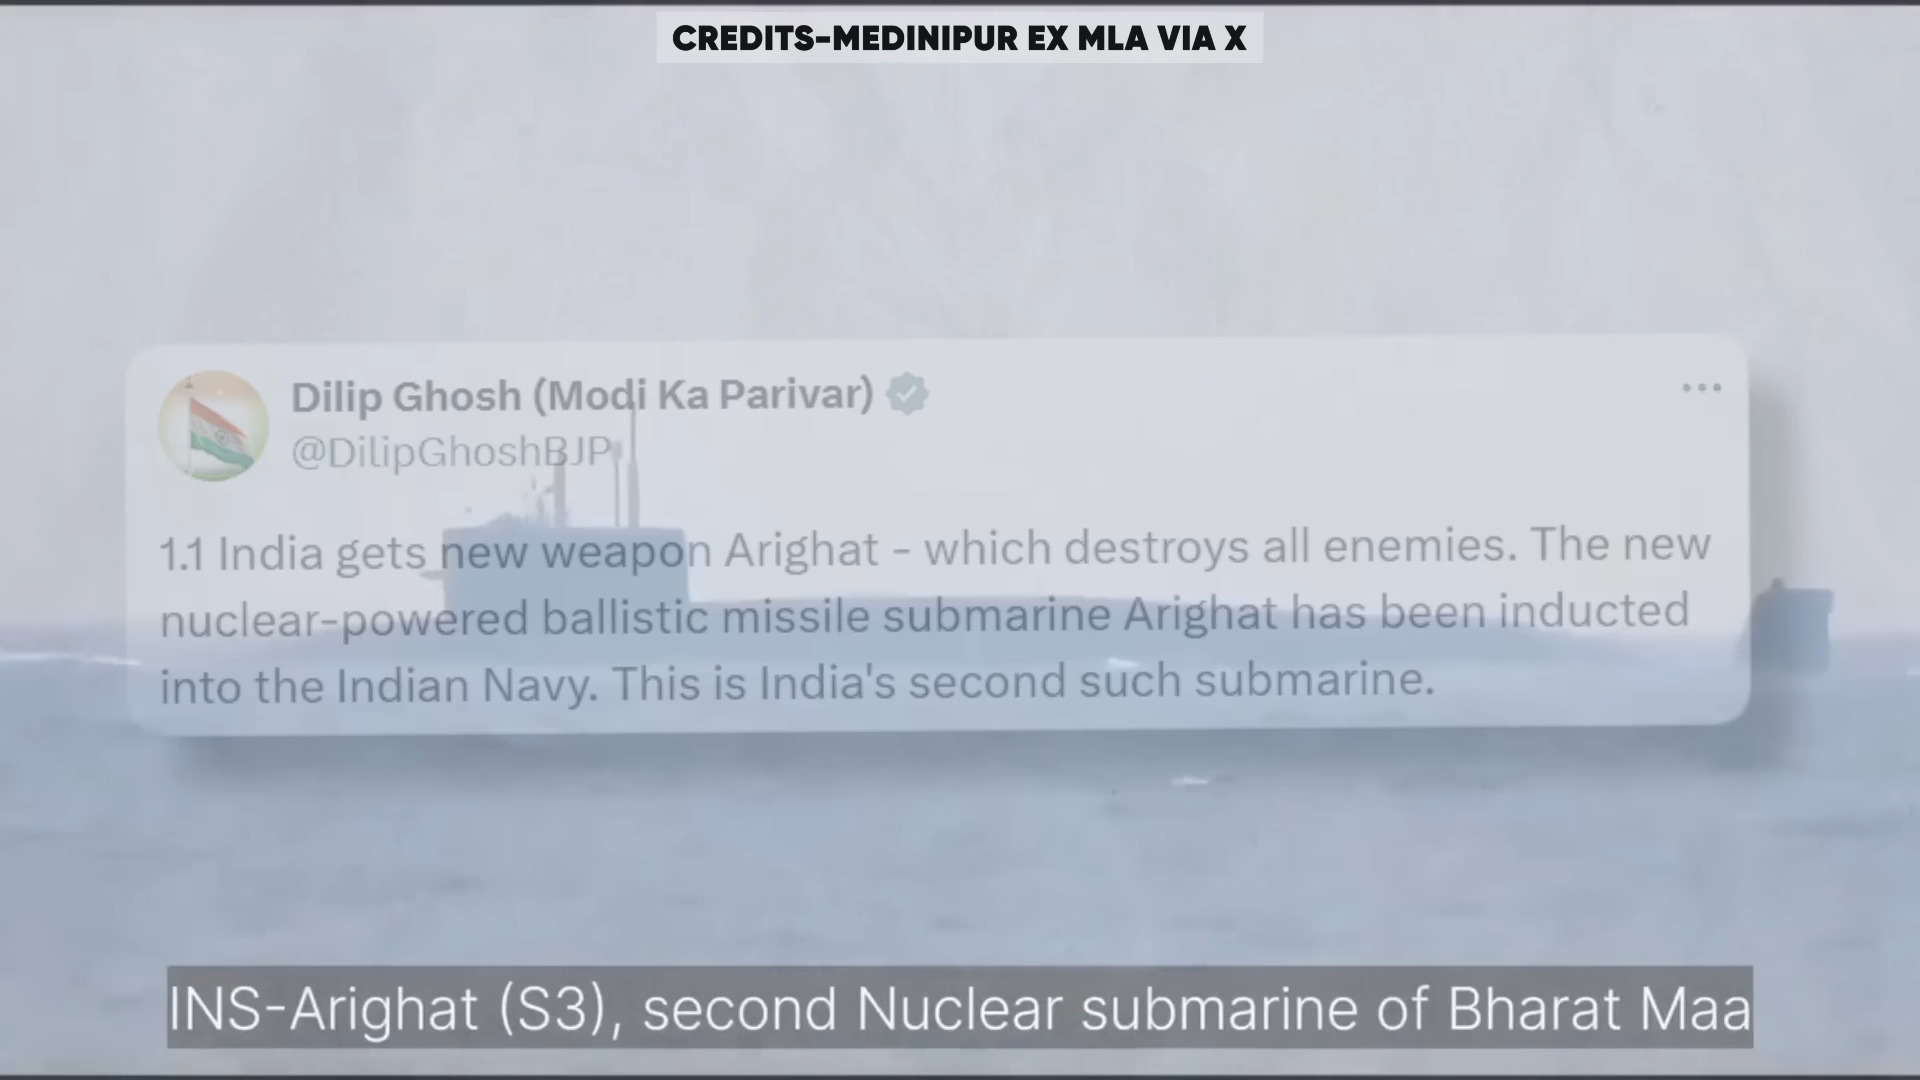 CREDITS-MEDINIPUR EX MLA VIA X
Dilip Ghosh (Modi Ka Parivar)
@DilipGhoshBJP
1.1 India gets new weapon Arighat - which destroys all enemies. The new
nuclear-powered ballistic missile submarine Arighat has been inducted
into the Indian Navy. This is India's second such submarine.
INS-Arighat (S3), second Nuclear submarine of Bharat Maa